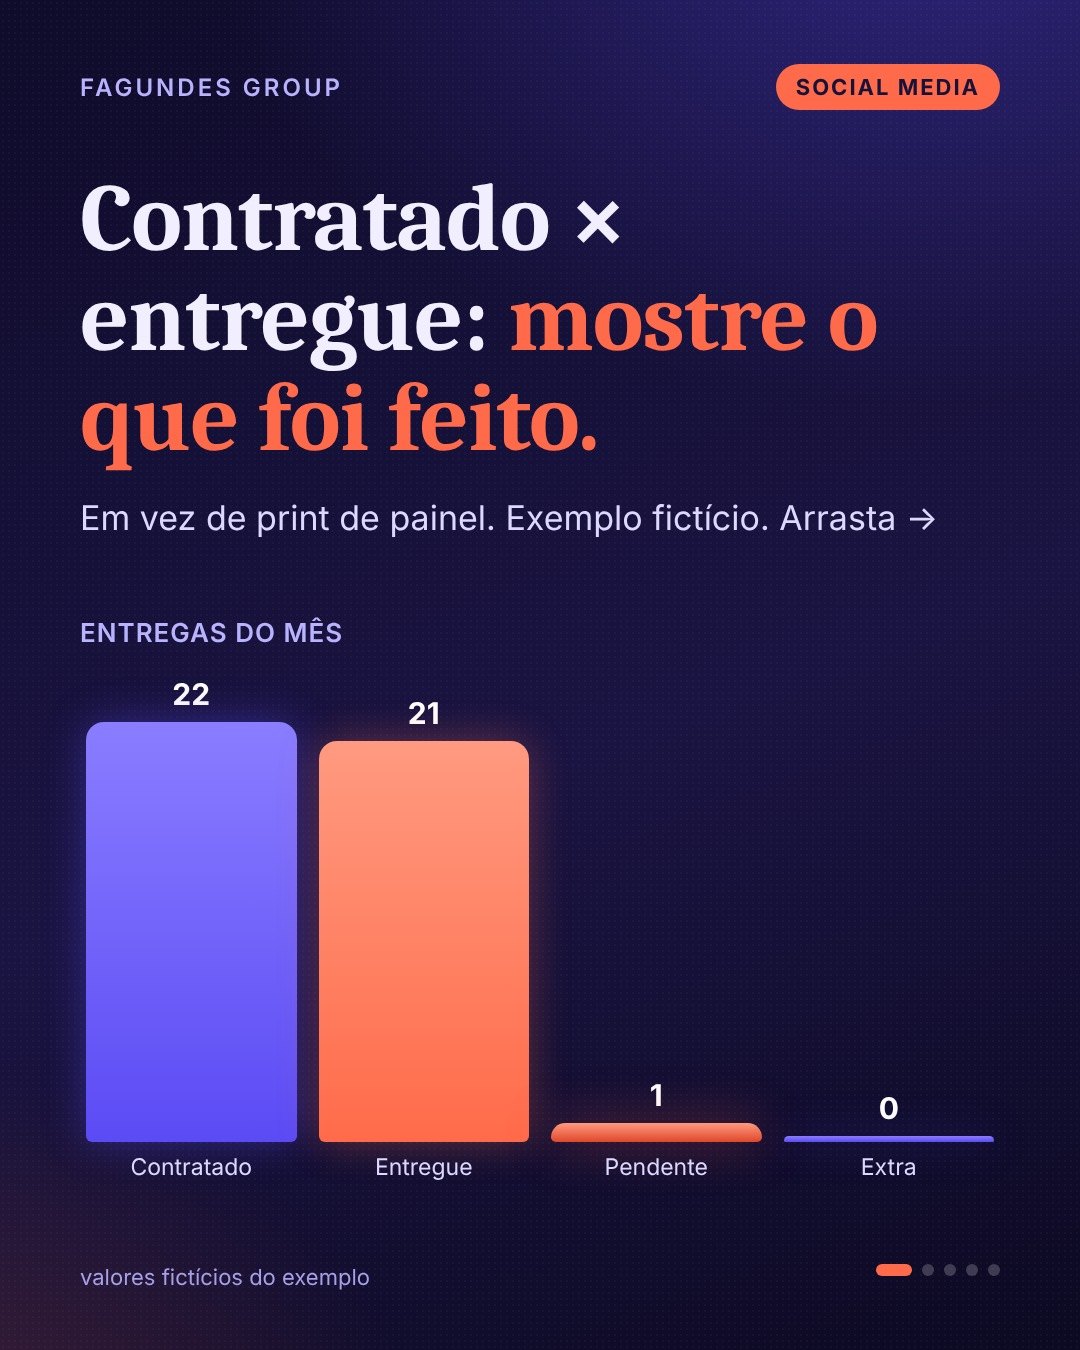 FAGUNDES GROUP
SOCIAL MEDIA
Contratado ×
entregue: mostre o
que foi feito.
Em vez de print de painel. Exemplo fictício. Arrasta →
ENTREGAS DO MÊS
22
21
1
0
Contratado
Entregue
Pendente
Extra
valores fictícios do exemplo